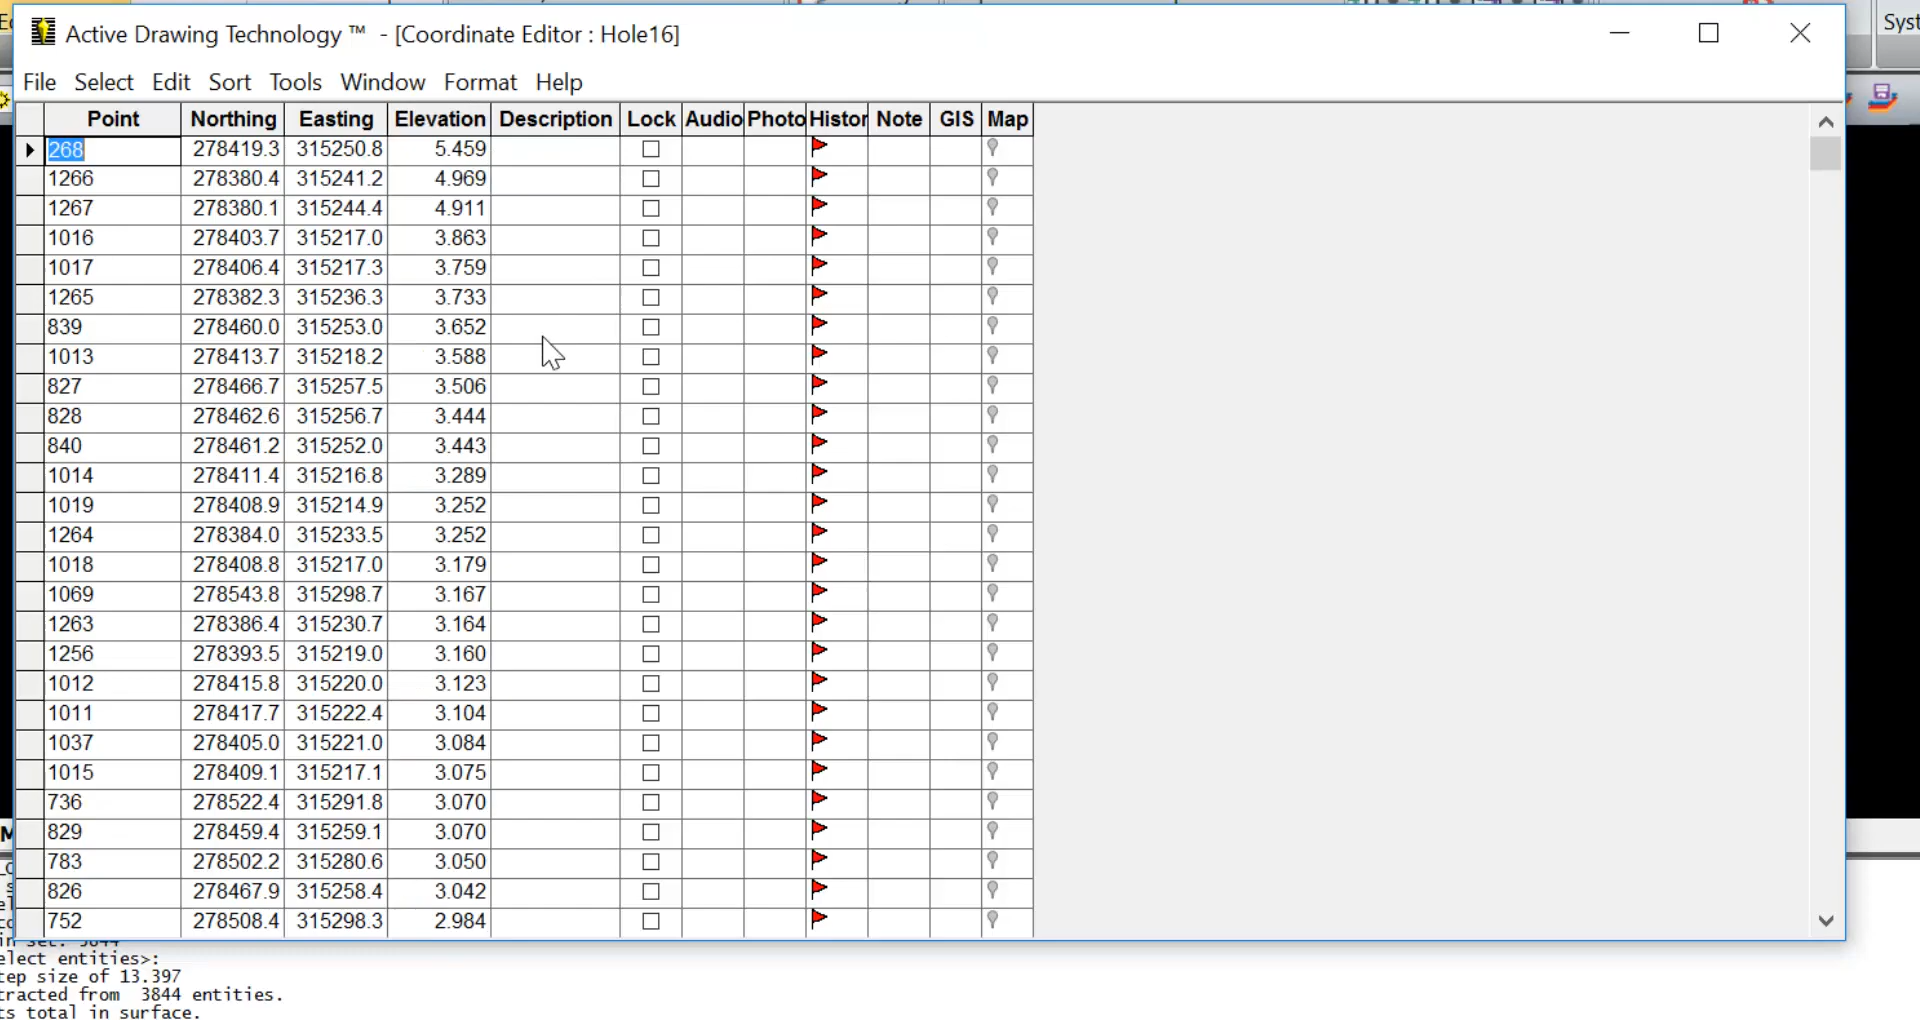 Active Drawing Technology ™ - [Coordinate Editor : Hole16]
Syst
File Select Edit Sort Tools Window Format Help
Point Northing Easting Elevation Description Lock Audio Photo Histor Note GIS Map
268 278419.3 315250.8 5.459
1266 278380.4 315241.2 4.969
1267 278380.1 315244.4 4.911
1016 278403.7 315217.0 3.863
1017 278406.4 315217.3 3.759
1265 278382.3 315236.3 3.733
839 278460.0 315253.0 3.652
1013 278413.7 315218.2 3.588
827 278466.7 315257.5 3.506
828 278462.6 315256.7 3.444
840 278461.2 315252.0 3.443
1014 278411.4 315216.8 3.289
1019 278408.9 315214.9 3.252
1264 278384.0 315233.5 3.252
1018 278408.8 315217.0 3.179
1069 278543.8 315298.7 3.167
1263 278386.4 315230.7 3.164
1256 278393.5 315219.0 3.160
1012 278415.8 315220.0 3.123
1011 278417.7 315222.4 3.104
1037 278405.0 315221.0 3.084
1015 278409.1 315217.1 3.075
736 278522.4 315291.8 3.070
829 278459.4 315259.1 3.070
783 278502.2 315280.6 3.050
826 278467.9 315258.4 3.042
752 278508.4 315298.3 2.984
elect entities>:
tep size of 13.397
tracted from 3844 entities.
ts total in surface.